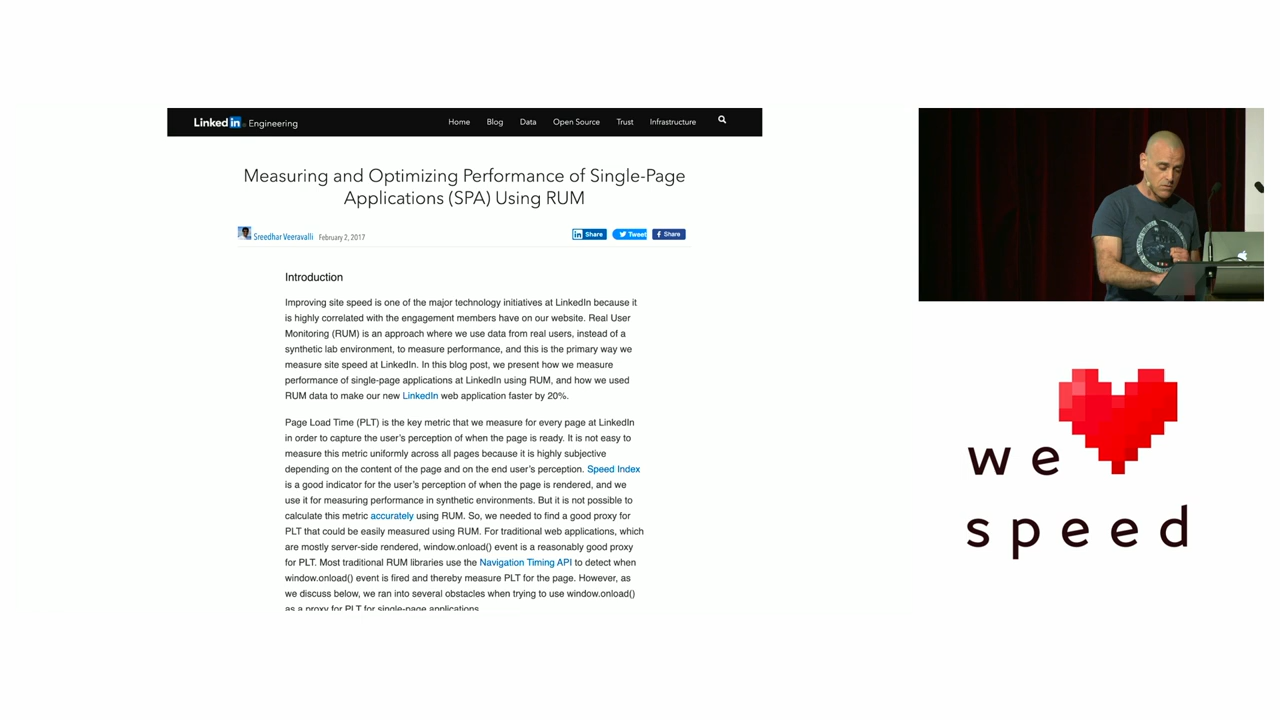 Linked in Engineering
Home Blog Data Open Source Trust Infrastructure
Measuring and Optimizing Performance of Single-Page
Applications (SPA) Using RUM
Sreedhar Veeravalli February 2, 2017
in Share Tweet f Share
Introduction
Improving site speed is one of the major technology initiatives at LinkedIn because it
is highly correlated with the engagement members have on our website. Real User
Monitoring (RUM) is an approach where we use data from real users, instead of a
synthetic lab environment, to measure performance, and this is the primary way we
measure site speed at LinkedIn. In this blog post, we present how we measure
performance of single-page applications at LinkedIn using RUM, and how we used
RUM data to make our new LinkedIn web application faster by 20%.
Page Load Time (PLT) is the key metric that we measure for every page at LinkedIn
in order to capture the user's perception of when the page is ready. It is not easy to
measure this metric uniformly across all pages because it is highly subjective
depending on the content of the page and on the end user's perception. Speed Index
is a good indicator for the user's perception of when the page is rendered, and we
use it for measuring performance in synthetic environments. But it is not possible to
calculate this metric accurately using RUM. So, we needed to find a good proxy for
PLT that could be easily measured using RUM. For traditional web applications, which
are mostly server-side rendered, window.onload() event is a reasonably good proxy
for PLT. Most traditional RUM libraries use the Navigation Timing API to detect when
window.onload() event is fired and thereby measure PLT for the page. However, as
we discuss below, we ran into several obstacles when trying to use window.onload()
as a proxy for PLT for single-page applications.
we
speed